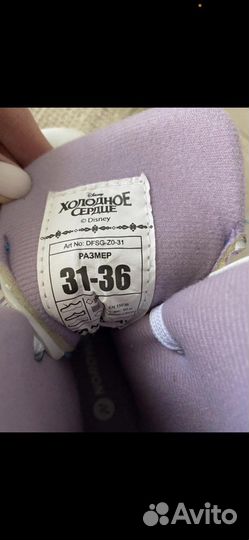 Disney
ХОЛОДНОЕ
СЕРДЦЕ
© Disney
Art No: DFSG-Z0-31
РАЗМЕР
31-36
Avito